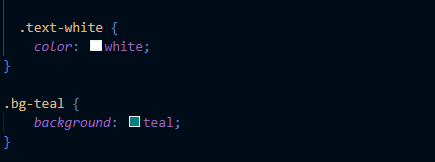 .text-white {
color: white;
}
.bg-teal {
background: teal;
}